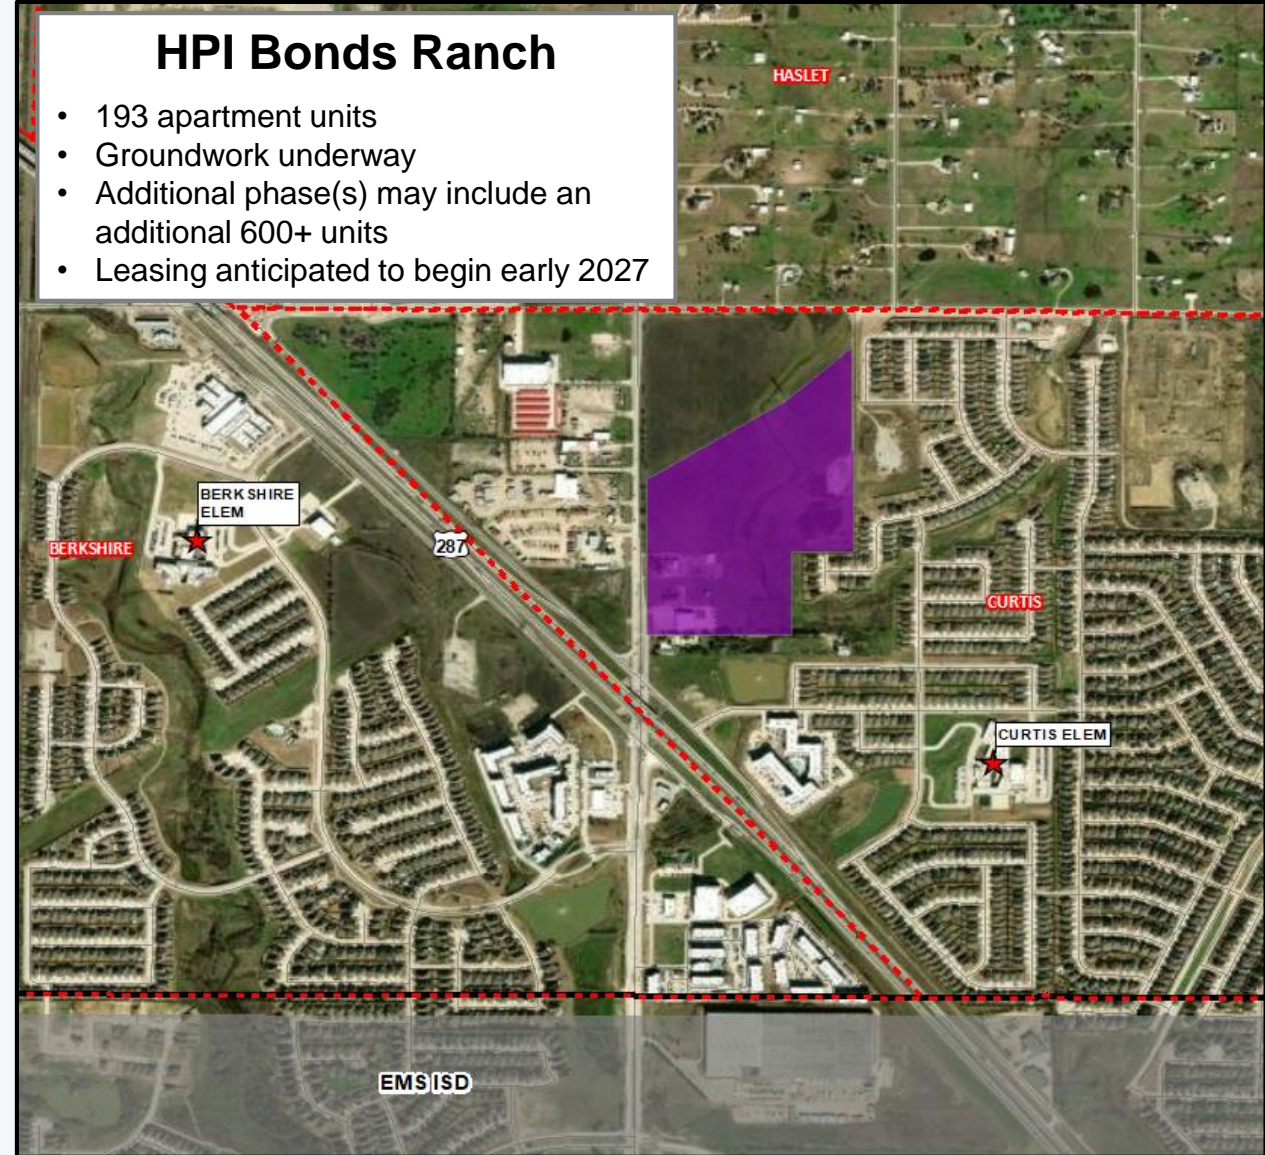 HPI Bonds Ranch
• 193 apartment units
• Groundwork underway
• Additional phase(s) may include an
additional 600+ units
• Leasing anticipated to begin early 2027
HASLET
BERKSHIRE
ELEM
BERKSHIRE
287
CURTIS
CURTIS ELEM
EMS ISD